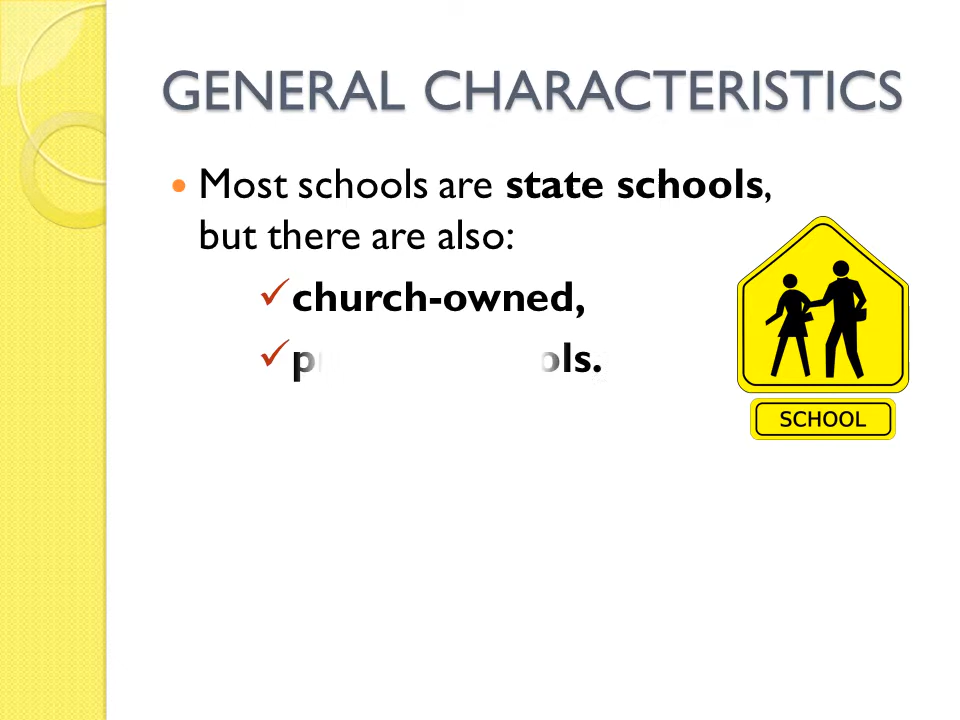 GENERAL CHARACTERISTICS
• Most schools are state schools,
but there are also:
✓ church-owned,
✓
SCHOOL